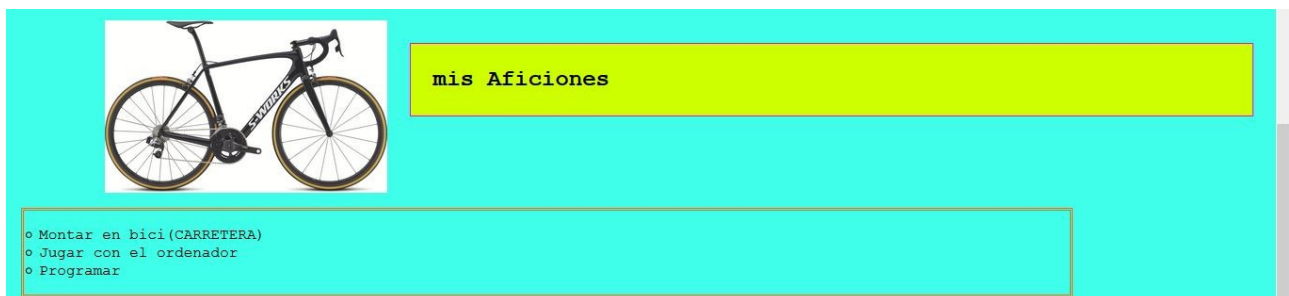 S-WORKS
mis Aficiones
Montar en bici(CARRETERA)
Jugar con el ordenador
Programar